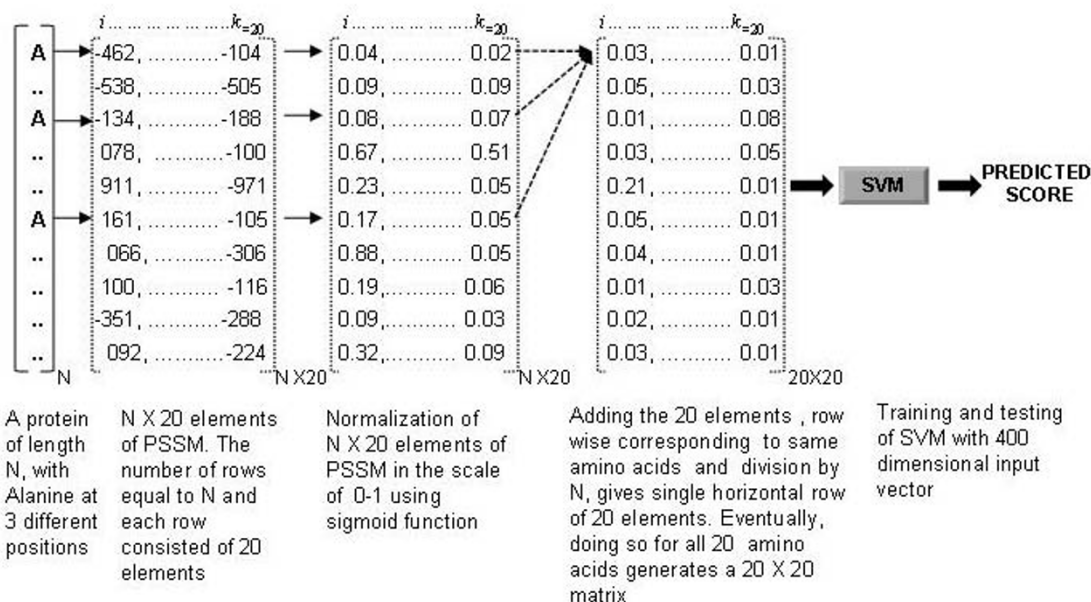 i.....................k=20 i.....................k=20 i.....................k=20
A -462, ...........-104 0.04, ........... 0.02 0.03, ........... 0.01
.. -538, ...........-505 0.09, ........... 0.09 0.05, ........... 0.03
A -134, ...........-188 0.08, ........... 0.07 0.01, ........... 0.08
.. 078, ...........-100 0.67, ........... 0.51 0.03, ........... 0.05
.. 911, ...........-971 0.23, ........... 0.05 0.21, ........... 0.01 SVM PREDICTED SCORE
A 161, ........... -105 0.17, ........... 0.05 0.05, ........... 0.01
.. 066, ...........-306 0.88, ........... 0.05 0.04, ........... 0.01
.. 100, ........... -116 0.19,........... 0.06 0.01, ........... 0.03
.. -351, ...........-288 0.09,........... 0.03 0.02, ........... 0.01
.. 092, ...........-224 0.32,........... 0.09 0.03, ........... 0.01
N N X20 N X20 20X20
A protein
of length
N, with
Alanine at
3 different
positions
N X 20 elements
of PSSM. The
number of rows
equal to N and
each row
consisted of 20
elements
Normalization of
N X 20 elements of
PSSM in the scale
of 0-1 using
sigmoid function
Adding the 20 elements , row
wise corresponding to same
amino acids and division by
N, gives single horizontal row
of 20 elements. Eventually,
doing so for all 20 amino
acids generates a 20 X 20
matrix
Training and testing
of SVM with 400
dimensional input
vector